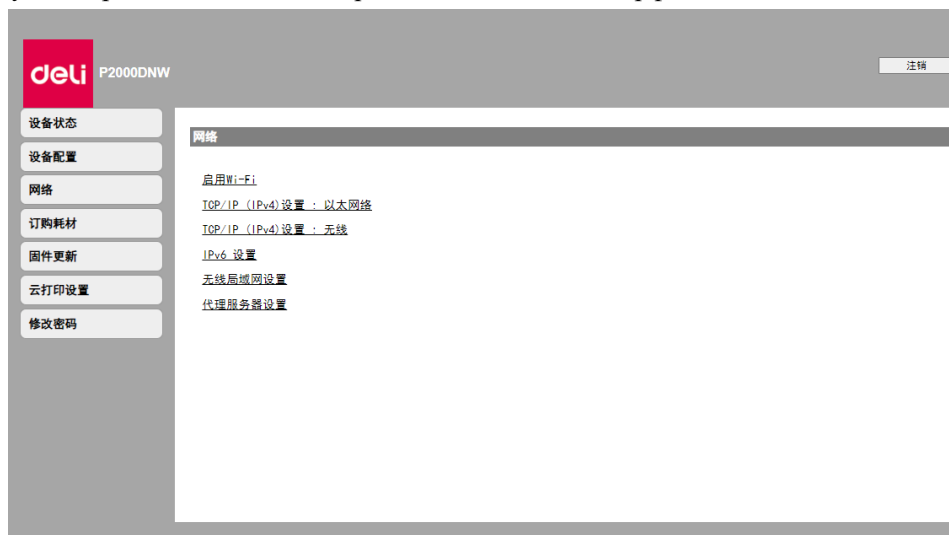 deli P2000DNW
注销
设备状态
设备配置
网络
订购耗材
固件更新
云打印设置
修改密码
网络
启用Wi-Fi
TCP/IP (IPv4)设置 : 以太网络
TCP/IP (IPv4)设置 : 无线
IPv6 设置
无线局域网设置
代理服务器设置